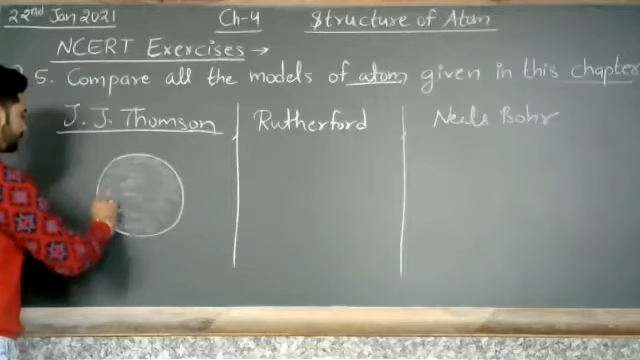 22nd Jan 2021 Ch-4 Structure of Atom
NCERT Exercises →
5. Compare all the models of atom given in this chapter
J. J. Thomson Rutherford Neels Bohr